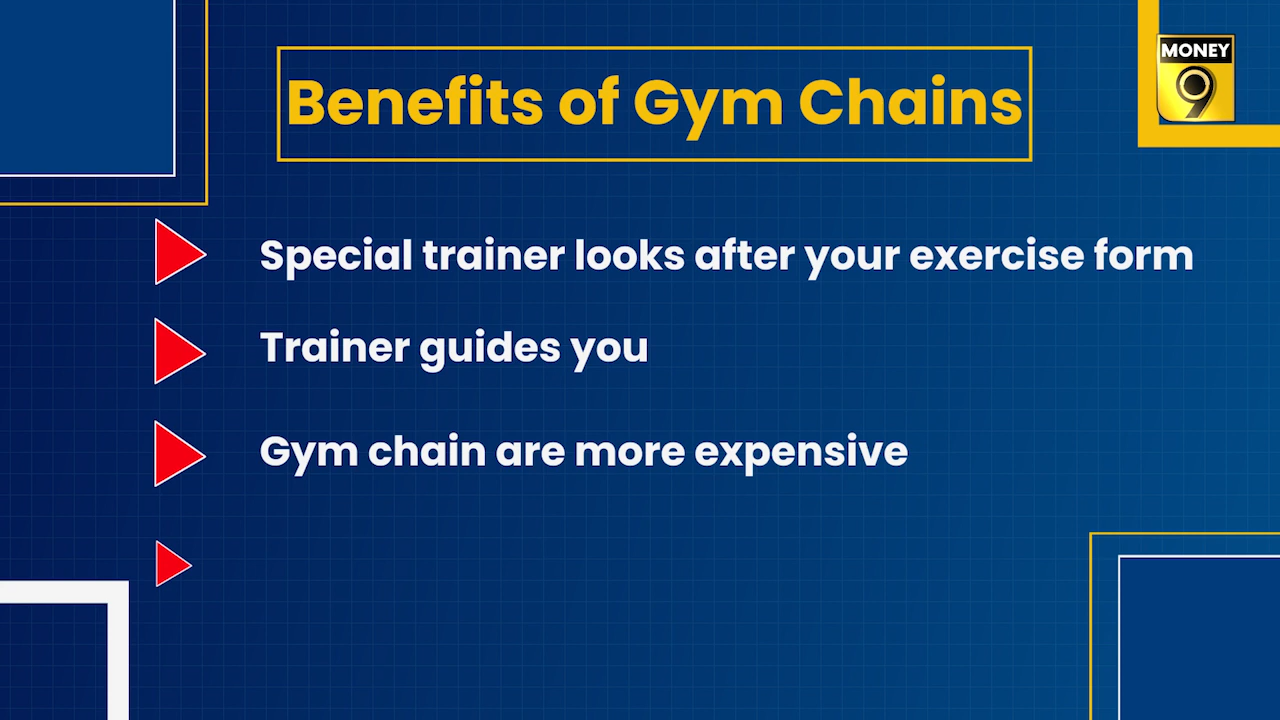 Benefits of Gym Chains
MONEY
9
Special trainer looks after your exercise form
Trainer guides you
Gym chain are more expensive